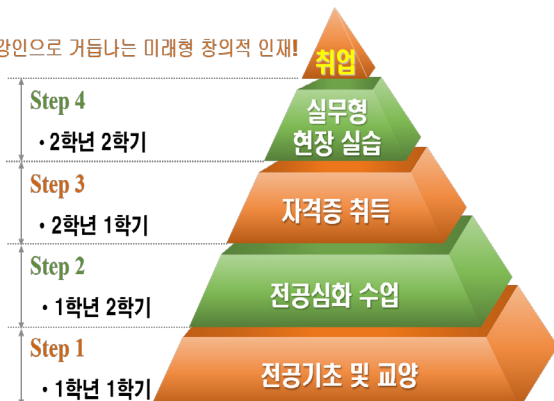 강인으로 거듭나는 미래형 창의적 인재!
취업
Step 4
• 2학년 2학기
실무형
현장 실습
Step 3
• 2학년 1학기
자격증 취득
Step 2
• 1학년 2학기
전공심화 수업
Step 1
• 1학년 1학기
전공기초 및 교양